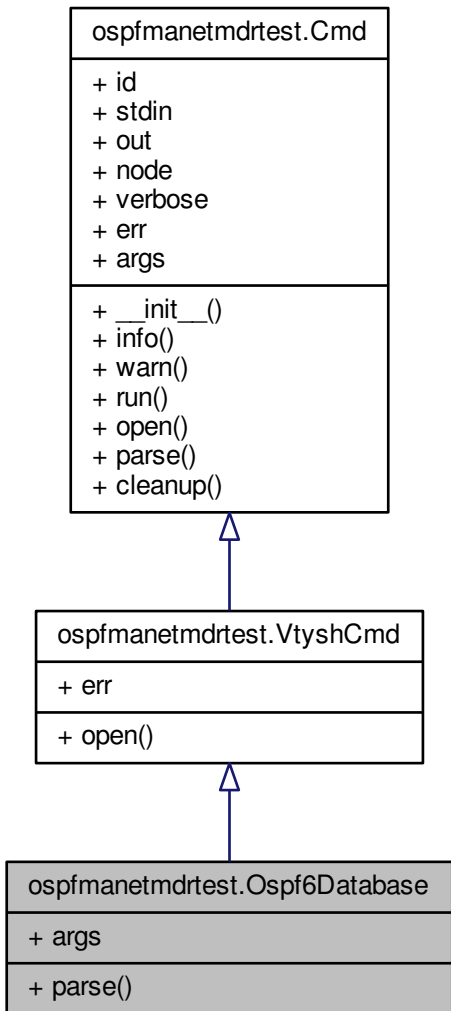 ospfmanetmdrtest.Cmd
+ id
+ stdin
+ out
+ node
+ verbose
+ err
+ args
+ __init__()
+ info()
+ warn()
+ run()
+ open()
+ parse()
+ cleanup()
ospfmanetmdrtest.VtyshCmd
+ err
+ open()
ospfmanetmdrtest.Ospf6Database
+ args
+ parse()